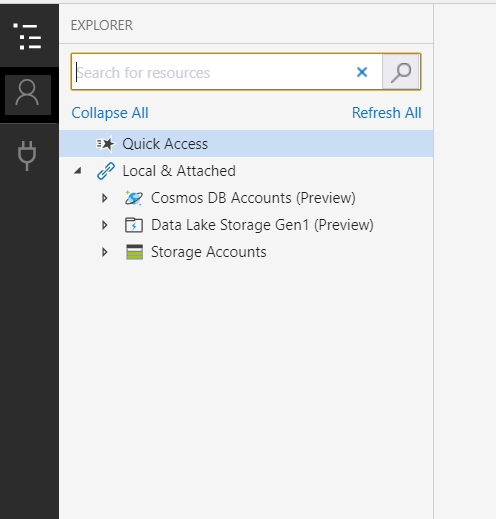 EXPLORER
Search for resources
Collapse All Refresh All
Quick Access
Local & Attached
Cosmos DB Accounts (Preview)
Data Lake Storage Gen1 (Preview)
Storage Accounts